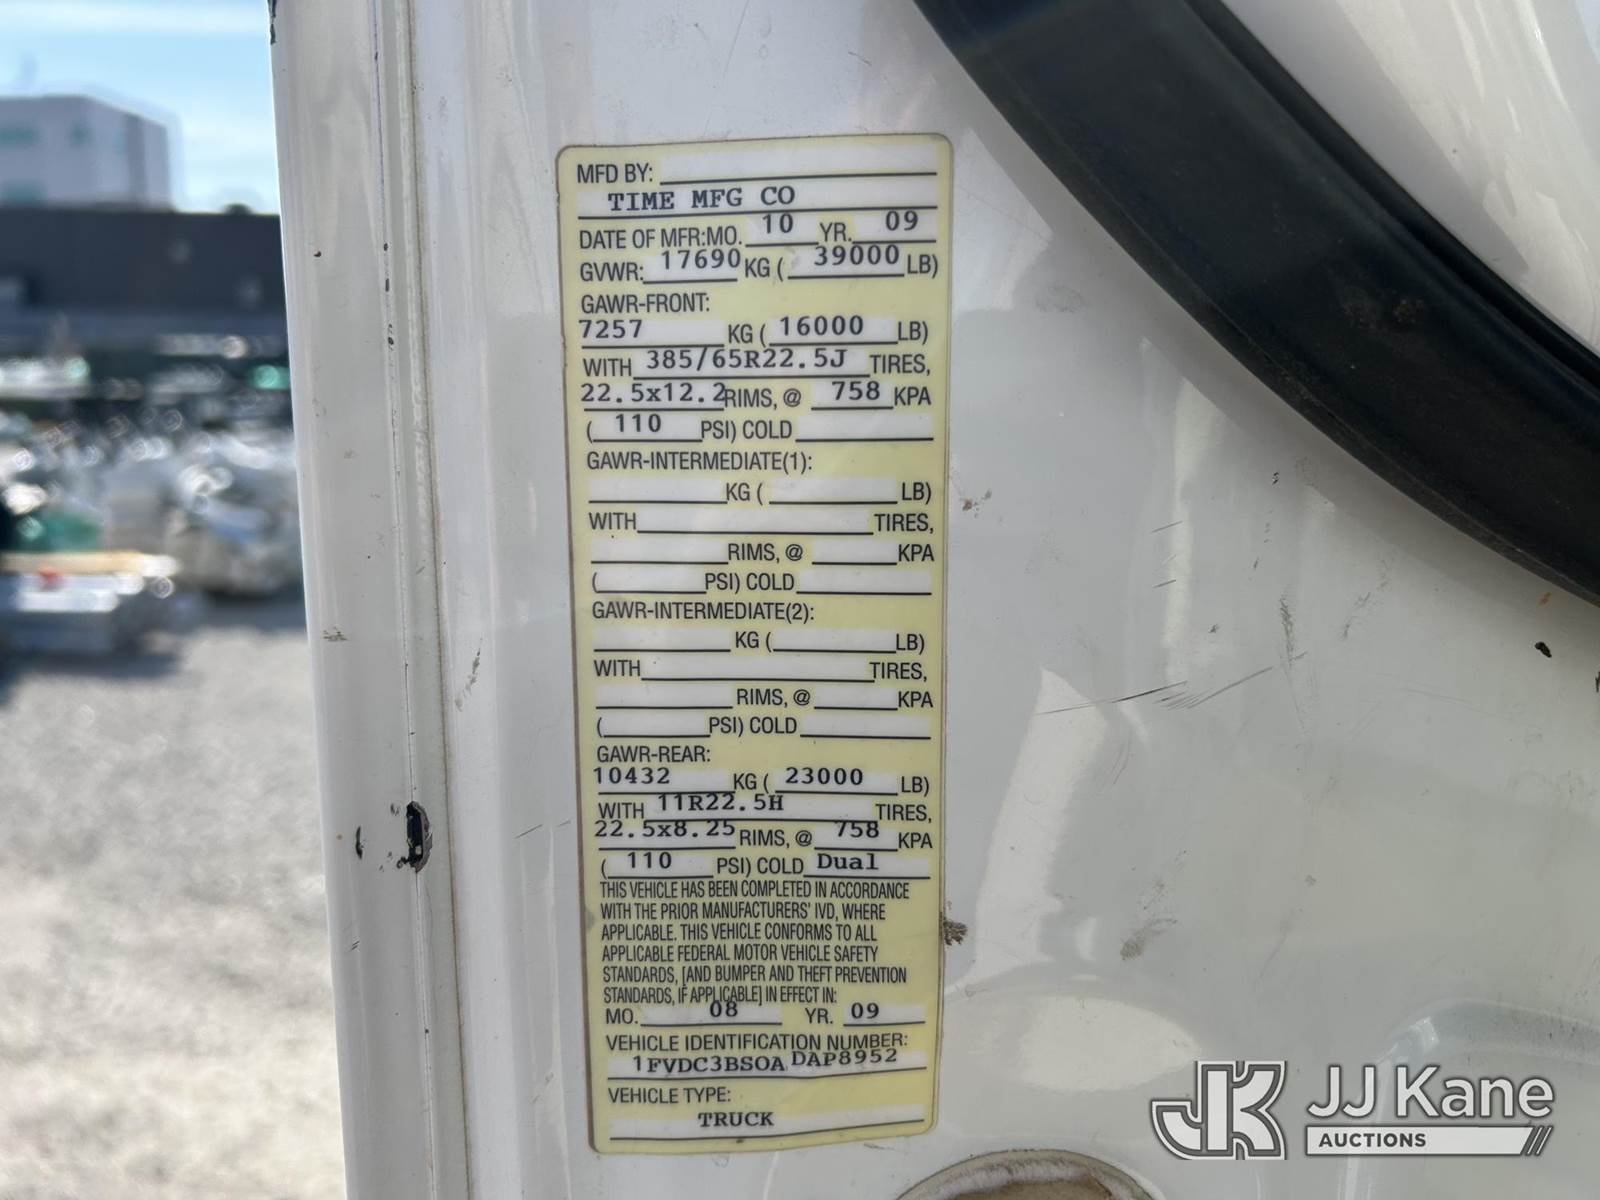 MFD BY:
TIME MFG CO
DATE OF MFR:MO. 10 YR. 09
GVWR: 17690 KG ( 39000 LB)
GAWR-FRONT:
7257 KG ( 16000 LB)
WITH 385/65R22.5J TIRES,
22.5x12.2 RIMS, @ 758 KPA
( 110 PSI) COLD
GAWR-INTERMEDIATE(1):
KG ( LB)
WITH TIRES,
RIMS, @ KPA
( PSI) COLD
GAWR-INTERMEDIATE(2):
KG ( LB)
WITH TIRES,
RIMS, @ KPA
( PSI) COLD
GAWR-REAR:
10432 KG ( 23000 LB)
WITH 11R22.5H TIRES,
22.5x8.25 RIMS, @ 758 KPA
( 110 PSI) COLD Dual
THIS VEHICLE HAS BEEN COMPLETED IN ACCORDANCE
WITH THE PRIOR MANUFACTURERS' IVD, WHERE
APPLICABLE. THIS VEHICLE CONFORMS TO ALL
APPLICABLE FEDERAL MOTOR VEHICLE SAFETY
STANDARDS, [AND BUMPER AND THEFT PREVENTION
STANDARDS, IF APPLICABLE] IN EFFECT IN:
MO. 08 YR. 09
VEHICLE IDENTIFICATION NUMBER:
1FVDC3BSOA DAP8952
VEHICLE TYPE:
TRUCK
JK JJ Kane
AUCTIONS